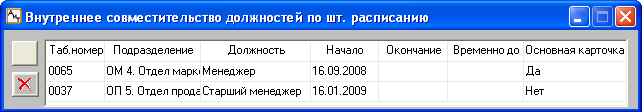 Внутреннее совместительство должностей по шт. расписанию
Таб.номер Подразделение Должность Начало Окончание Временно до Основная карточка
0065 ОМ 4. Отдел марке Менеджер 16.09.2008 Да
0037 ОП 5. Отдел прода Старший менеджер 16.01.2009 Нет